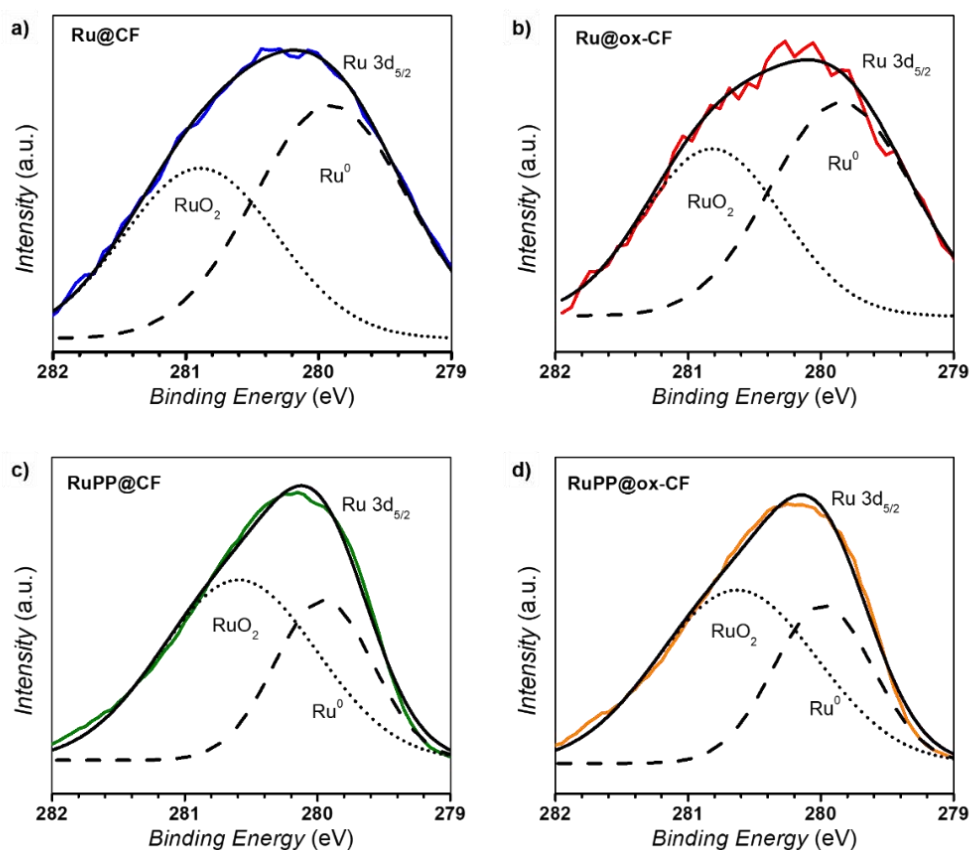 a)
Ru@CF
Ru 3d5/2
Ru0
RuO2
Intensity (a.u.)
282 281 280 279
Binding Energy (eV)
b)
Ru@ox-CF
Ru 3d5/2
Ru0
RuO2
Intensity (a.u.)
282 281 280 279
Binding Energy (eV)
c)
RuPP@CF
Ru 3d5/2
RuO2
Ru0
Intensity (a.u.)
282 281 280 279
Binding Energy (eV)
d)
RuPP@ox-CF
Ru 3d5/2
RuO2
Ru0
Intensity (a.u.)
282 281 280 279
Binding Energy (eV)